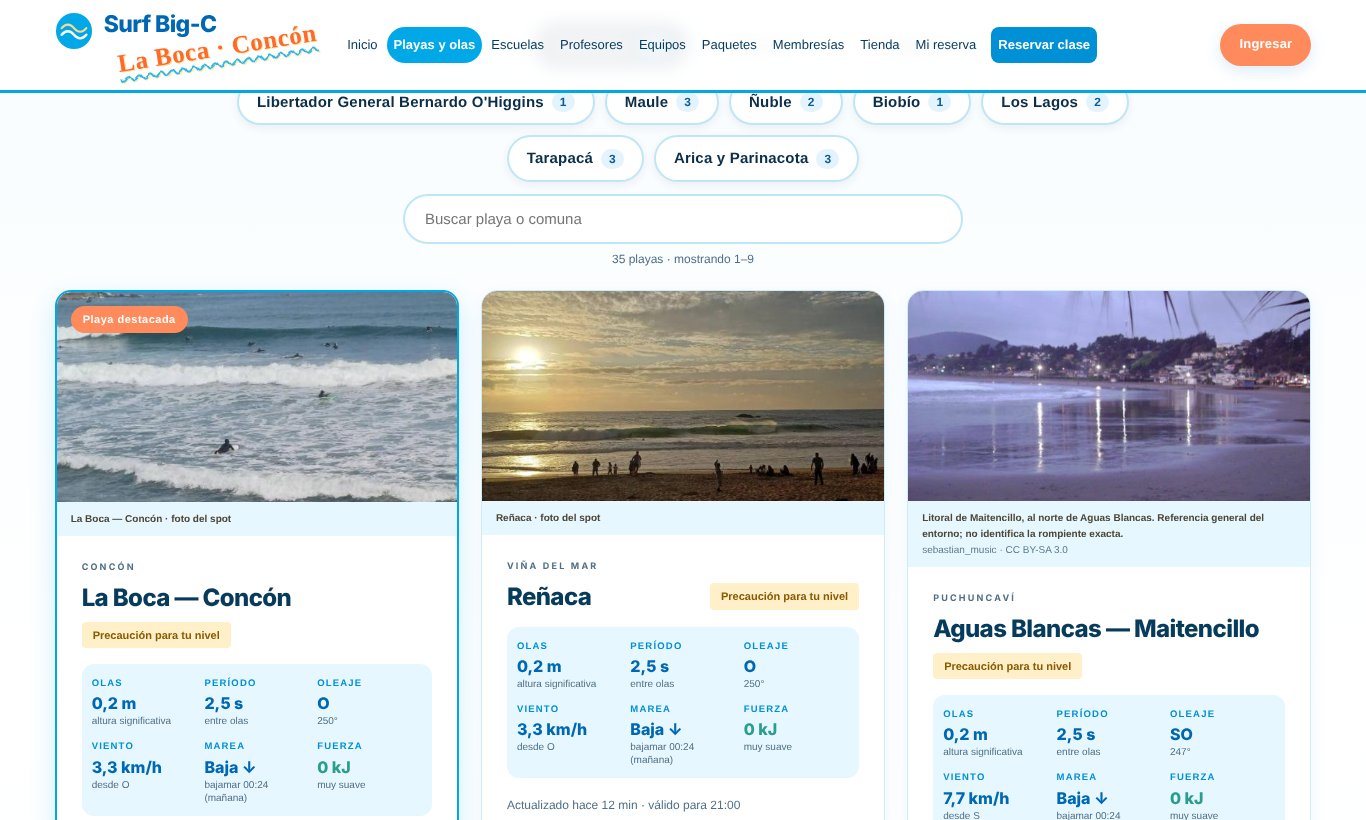 Surf Big-C
La Boca · Concón
Inicio Playas y olas Escuelas Profesores Equipos Paquetes Membresías Tienda Mi reserva Reservar clase Ingresar
Libertador General Bernardo O'Higgins 1 Maule 3 Ñuble 2 Biobío 1 Los Lagos 2
Tarapacá 3 Arica y Parinacota 3
Buscar playa o comuna
35 playas · mostrando 1–9
Playa destacada
La Boca — Concón · foto del spot
CONCÓN
La Boca — Concón
Precaución para tu nivel
OLAS PERÍODO OLEAJE
0,2 m 2,5 s O
altura significativa entre olas 250°
VIENTO MAREA FUERZA
3,3 km/h Baja ↓ 0 kJ
desde O bajamar 00:24 muy suave
(mañana)
Reñaca · foto del spot
VIÑA DEL MAR
Reñaca Precaución para tu nivel
OLAS PERÍODO OLEAJE
0,2 m 2,5 s O
altura significativa entre olas 250°
VIENTO MAREA FUERZA
3,3 km/h Baja ↓ 0 kJ
desde O bajamar 00:24 muy suave
(mañana)
Actualizado hace 12 min · válido para 21:00
Litoral de Maitencillo, al norte de Aguas Blancas. Referencia general del
entorno; no identifica la rompiente exacta.
sebastian_music · CC BY-SA 3.0
PUCHUNCAVÍ
Aguas Blancas — Maitencillo
Precaución para tu nivel
OLAS PERÍODO OLEAJE
0,2 m 2,5 s SO
altura significativa entre olas 247°
VIENTO MAREA FUERZA
7,7 km/h Baja ↓ 0 kJ
desde S bajamar 00:24 muy suave